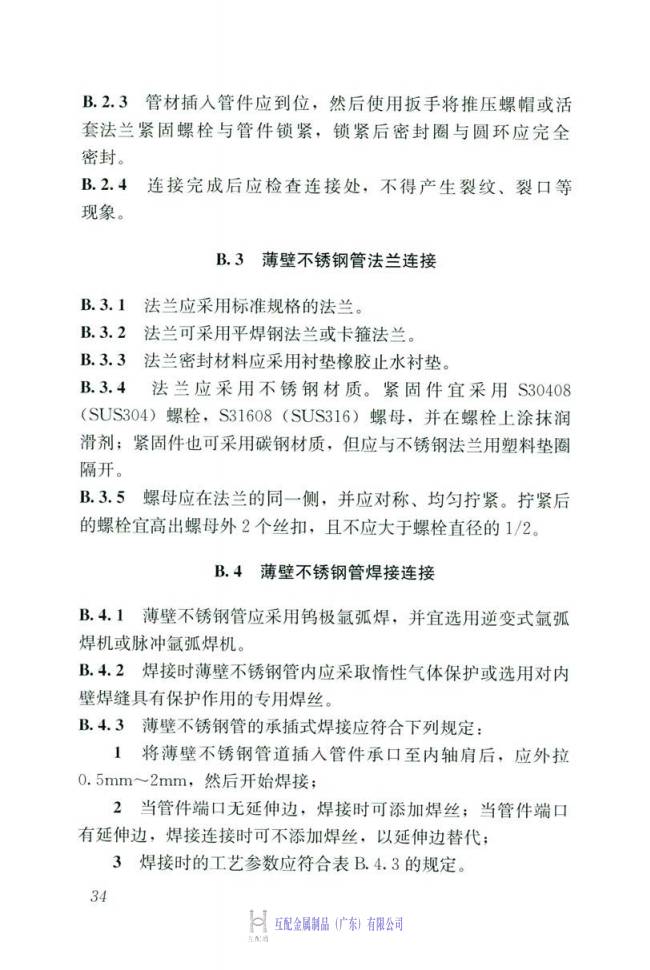 B.2.3 管材插入管件应到位，然后使用扳手将推压螺帽或活
套法兰紧固螺栓与管件锁紧，锁紧后密封圈与圆环应完全
密封。
B.2.4 连接完成后应检查连接处，不得产生裂纹、裂口等
现象。
B.3 薄壁不锈钢管法兰连接
B.3.1 法兰应采用标准规格的法兰。
B.3.2 法兰可采用平焊钢法兰或卡箍法兰。
B.3.3 法兰密封材料应采用衬垫橡胶止水衬垫。
B.3.4 法兰应采用不锈钢材质。紧固件宜采用 S30408
（SUS304）螺栓，S31608（SUS316）螺母，并在螺栓上涂抹润
滑剂；紧固件也可采用碳钢材质，但应与不锈钢法兰用塑料垫圈
隔开。
B.3.5 螺母应在法兰的同一侧，并应对称、均匀拧紧。拧紧后
的螺栓宜高出螺母外 2 个丝扣，且不应大于螺栓直径的 1/2。
B.4 薄壁不锈钢管焊接连接
B.4.1 薄壁不锈钢管应采用钨极氩弧焊，并宜选用逆变式氩弧
焊机或脉冲氩弧焊机。
B.4.2 焊接时薄壁不锈钢管内应采取惰性气体保护或选用对内
壁焊缝具有保护作用的专用焊丝。
B.4.3 薄壁不锈钢管的承插式焊接应符合下列规定：
1 将薄壁不锈钢管道插入管件承口至内轴肩后，应外拉
0.5mm～2mm，然后开始焊接；
2 当管件端口无延伸边，焊接时可添加焊丝；当管件端口
有延伸边，焊接连接时可不添加焊丝，以延伸边替代；
3 焊接时的工艺参数应符合表 B.4.3 的规定。
34
互配金属制品（广东）有限公司